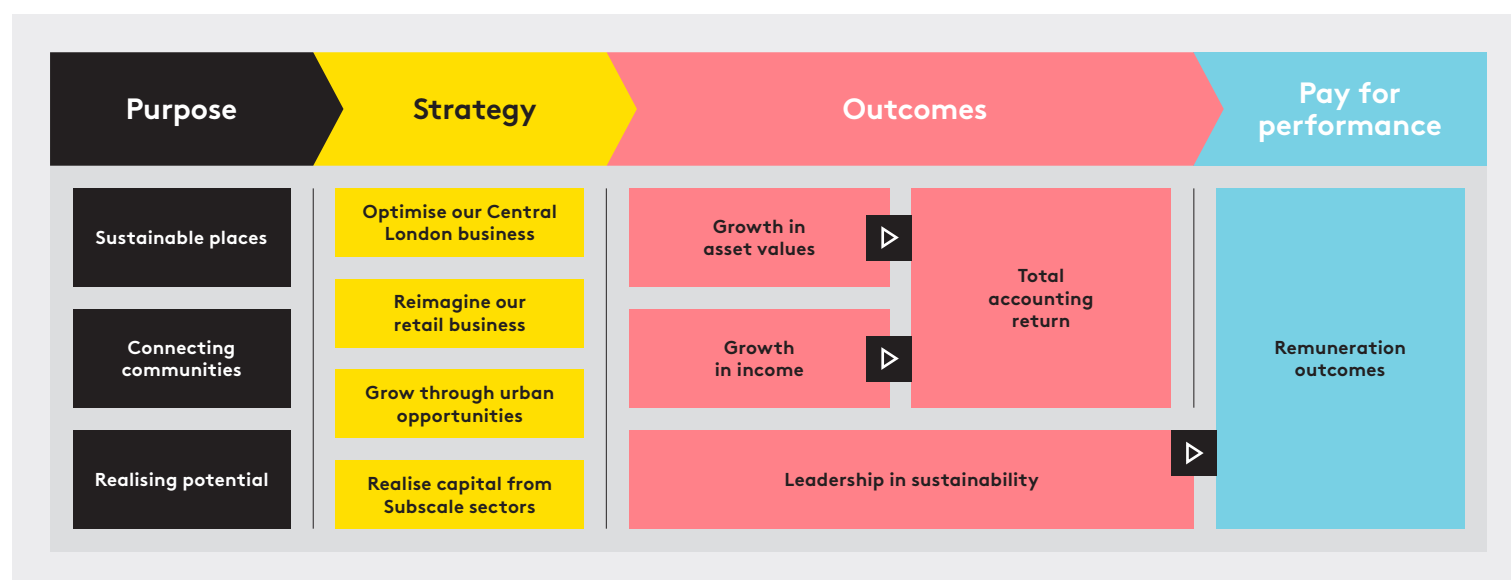 Purpose
Strategy
Outcomes
Pay for
performance
Sustainable places
Connecting
communities
Realising potential
Optimise our Central
London business
Reimagine our
retail business
Grow through urban
opportunities
Realise capital from
Subscale sectors
Growth in
asset values
Growth
in income
Total
accounting
return
Leadership in sustainability
Remuneration
outcomes